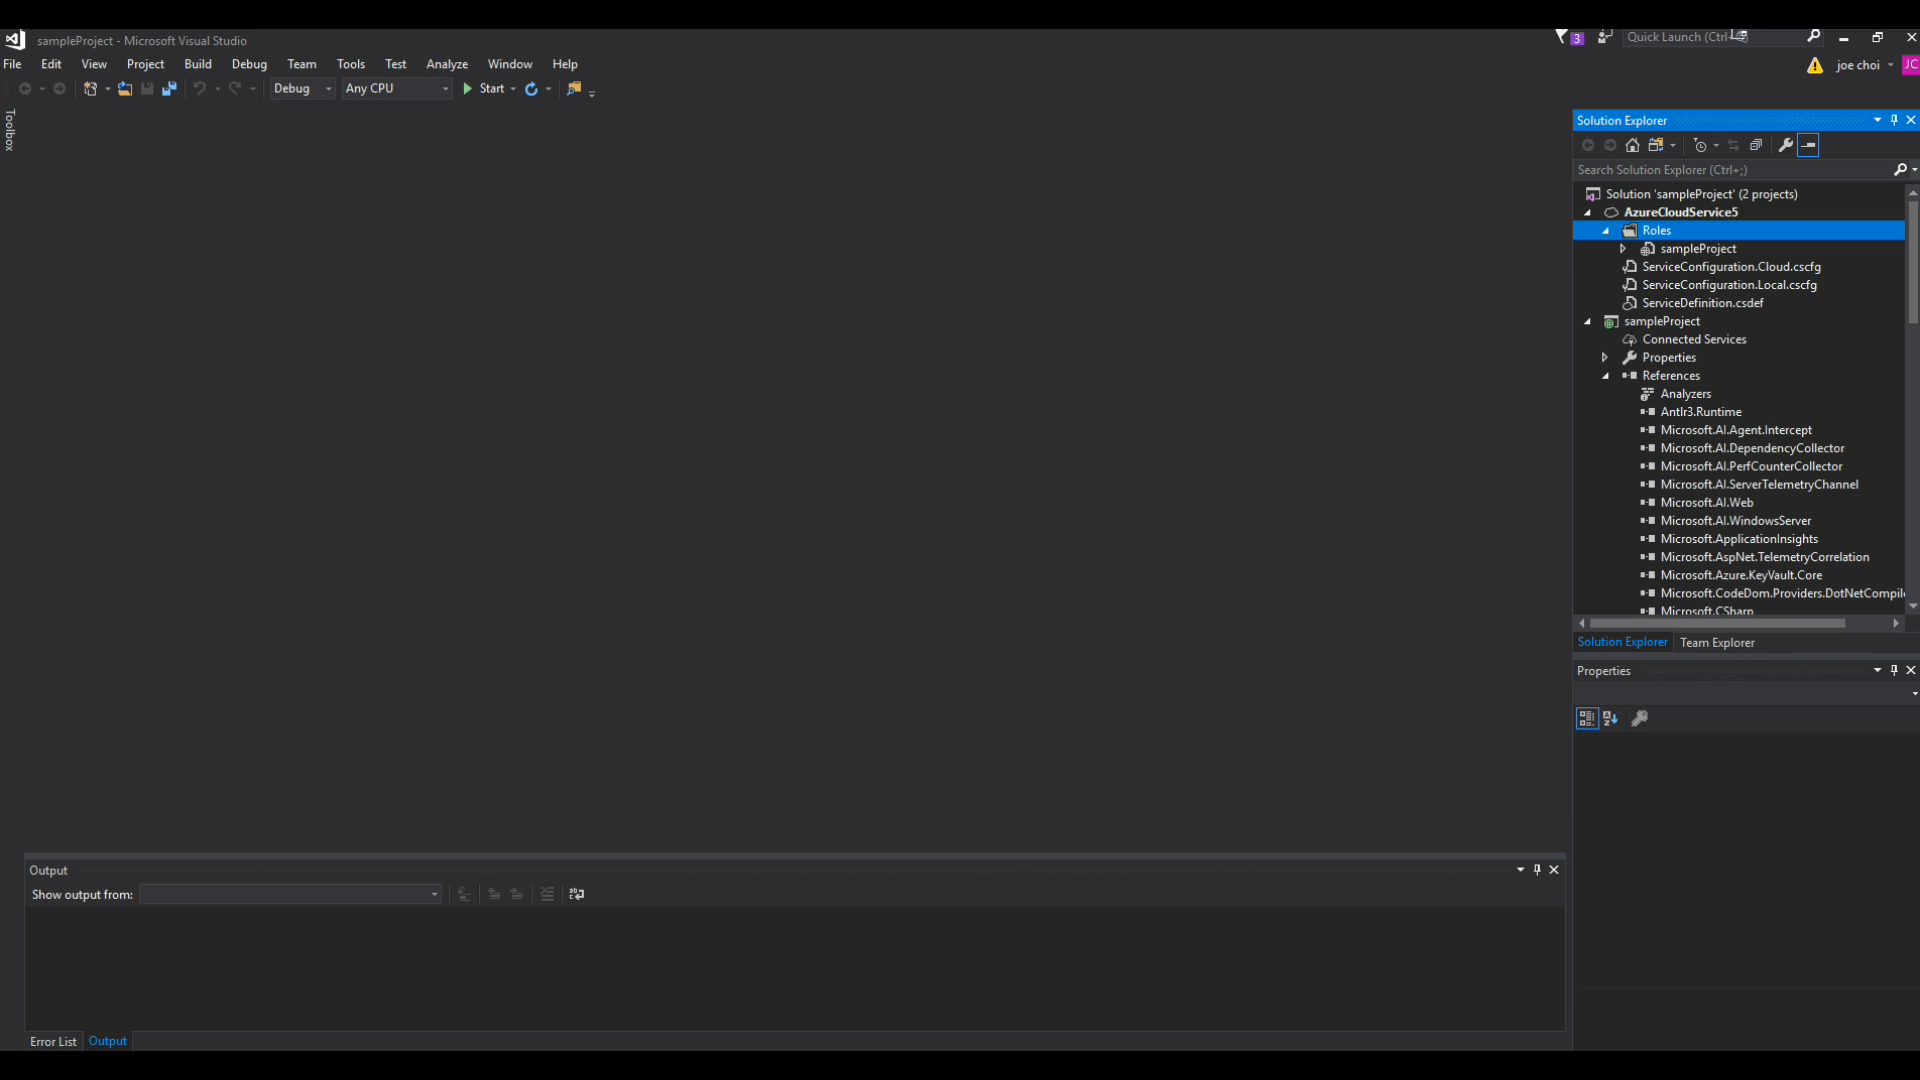 sampleProject - Microsoft Visual Studio
3
Quick Launch (Ctrl+Q)
File Edit View Project Build Debug Team Tools Test Analyze Window Help
joe choi
JC
Debug Any CPU Start
Toolbox
Solution Explorer
Search Solution Explorer (Ctrl+;)
Solution 'sampleProject' (2 projects)
AzureCloudService5
Roles
sampleProject
ServiceConfiguration.Cloud.cscfg
ServiceConfiguration.Local.cscfg
ServiceDefinition.csdef
sampleProject
Connected Services
Properties
References
Analyzers
Antlr3.Runtime
Microsoft.AI.Agent.Intercept
Microsoft.AI.DependencyCollector
Microsoft.AI.PerfCounterCollector
Microsoft.AI.ServerTelemetryChannel
Microsoft.AI.Web
Microsoft.AI.WindowsServer
Microsoft.ApplicationInsights
Microsoft.AspNet.TelemetryCorrelation
Microsoft.Azure.KeyVault.Core
Microsoft.CodeDom.Providers.DotNetCompil
Microsoft.CSharp
Solution Explorer Team Explorer
Properties
Output
Show output from:
Error List Output